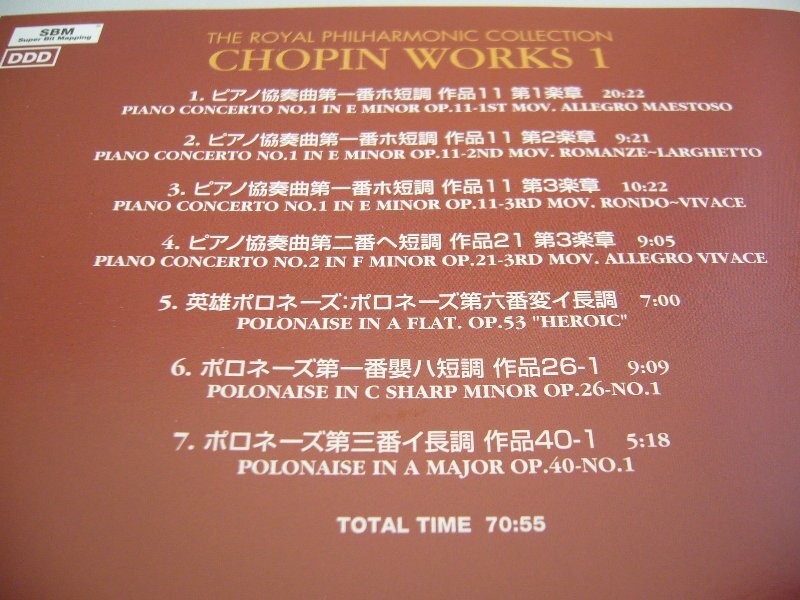 SBM
Super Bit Mapping
DDD
THE ROYAL PHILHARMONIC COLLECTION
CHOPIN WORKS 1
1. ピアノ協奏曲第一番ホ短調 作品11 第1楽章 20:22
PIANO CONCERTO NO.1 IN E MINOR OP.11-1ST MOV. ALLEGRO MAESTOSO
2. ピアノ協奏曲第一番ホ短調 作品11 第2楽章 9:21
PIANO CONCERTO NO.1 IN E MINOR OP.11-2ND MOV. ROMANZE~LARGHETTO
3. ピアノ協奏曲第一番ホ短調 作品11 第3楽章 10:22
PIANO CONCERTO NO.1 IN E MINOR OP.11-3RD MOV. RONDO~VIVACE
4. ピアノ協奏曲第二番ヘ短調 作品21 第3楽章 9:05
PIANO CONCERTO NO.2 IN F MINOR OP.21-3RD MOV. ALLEGRO VIVACE
5. 英雄ポロネーズ:ポロネーズ第六番変イ長調 7:00
POLONAISE IN A FLAT. OP.53 "HEROIC"
6. ポロネーズ第一番嬰ハ短調 作品26-1 9:09
POLONAISE IN C SHARP MINOR OP.26-NO.1
7. ポロネーズ第三番イ長調 作品40-1 5:18
POLONAISE IN A MAJOR OP.40-NO.1
TOTAL TIME 70:55